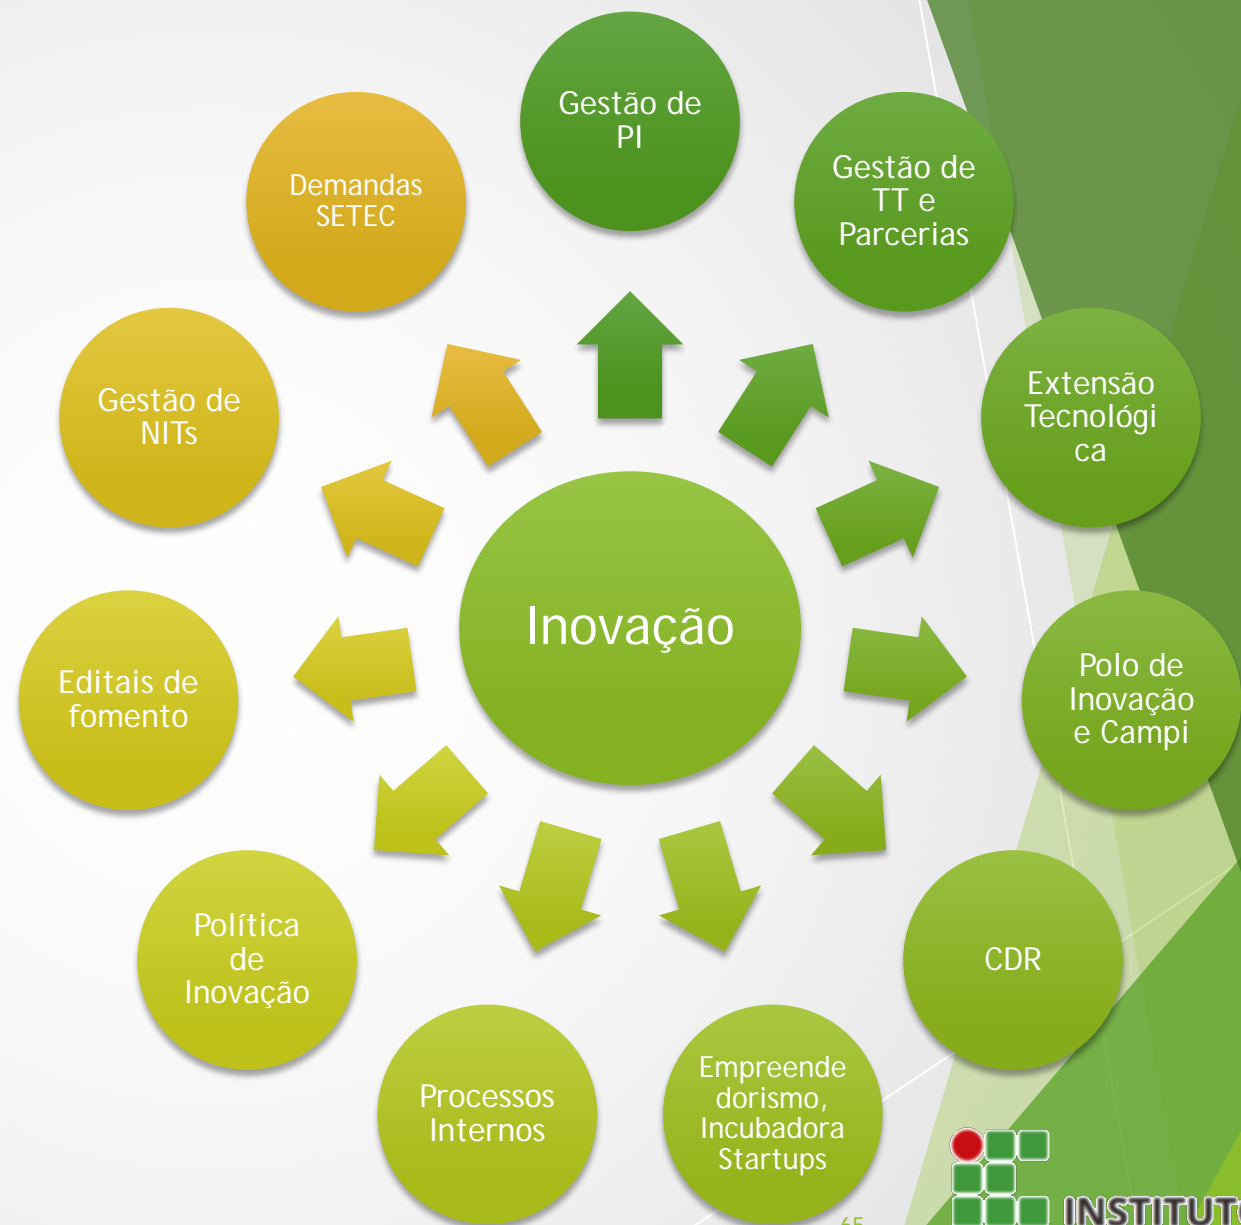 Gestão de
PI
Gestão de
TT e
Parcerias
Extensão
Tecnológi
ca
Polo de
Inovação
e Campi
CDR
Empreende
dorismo,
Incubadora
Startups
Processos
Internos
Política
de
Inovação
Editais de
fomento
Gestão de
NITs
Demandas
SETEC
Inovação
65
INSTITUTO